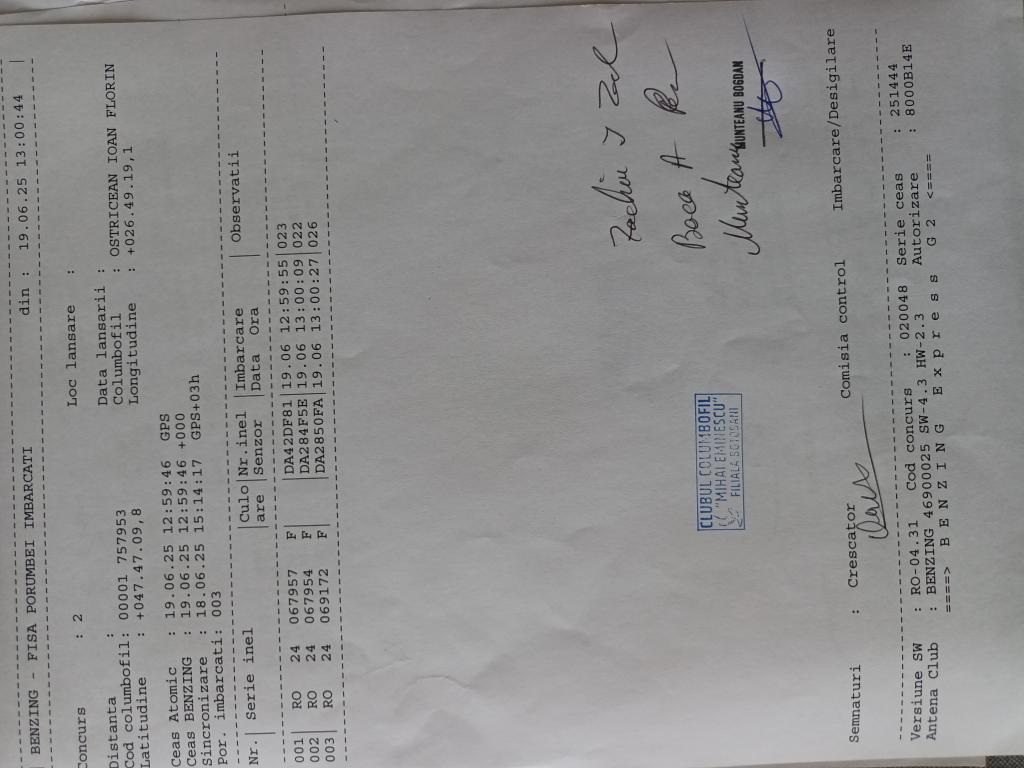 | BENZING - FISA PORUMBEI IMBARCATI din : 19.06.25 13:00:44 |
Concurs : 2 Loc lansare :
Distanta : Data lansarii :
Cod columbofil: 00001 757953 Columbofil : OSTRICEAN IOAN FLORIN
Latitudine : +047.47.09,8 Longitudine : +026.49.19,1
Ceas Atomic : 19.06.25 12:59:46 GPS
Ceas BENZING : 19.06.25 12:59:46 +000
Sincronizare : 18.06.25 15:14:17 GPS+03h
Por. imbarcati: 003
Nr.| Serie inel |Culo|Nr.inel |Imbarcare | Observatii
|are |Senzor |Data Ora |
001| RO 24 067957 F| |DA42DF81|19.06 12:59:55|023
002| RO 24 067954 F| |DA284F5E|19.06 13:00:09|022
003| RO 24 069172 F| |DA2850FA|19.06 13:00:27|026
Boca A
Munteanu
MUNTEANU BOGDAN
CLUBUL COLUMBOFIL
"MIHAI EMINESCU"
FILIALA BOTOSANI
Semnaturi : Crescator Comisia control Imbarcare/Desigilare
Versiune SW : RO-04.31 Cod concurs : 020048 Serie ceas : 251444
Antena Club : BENZING 46900025 SW-4.3 HW-2.3 Autorizare : 8000B14E
====> B E N Z I N G E x p r e s s G 2 <====